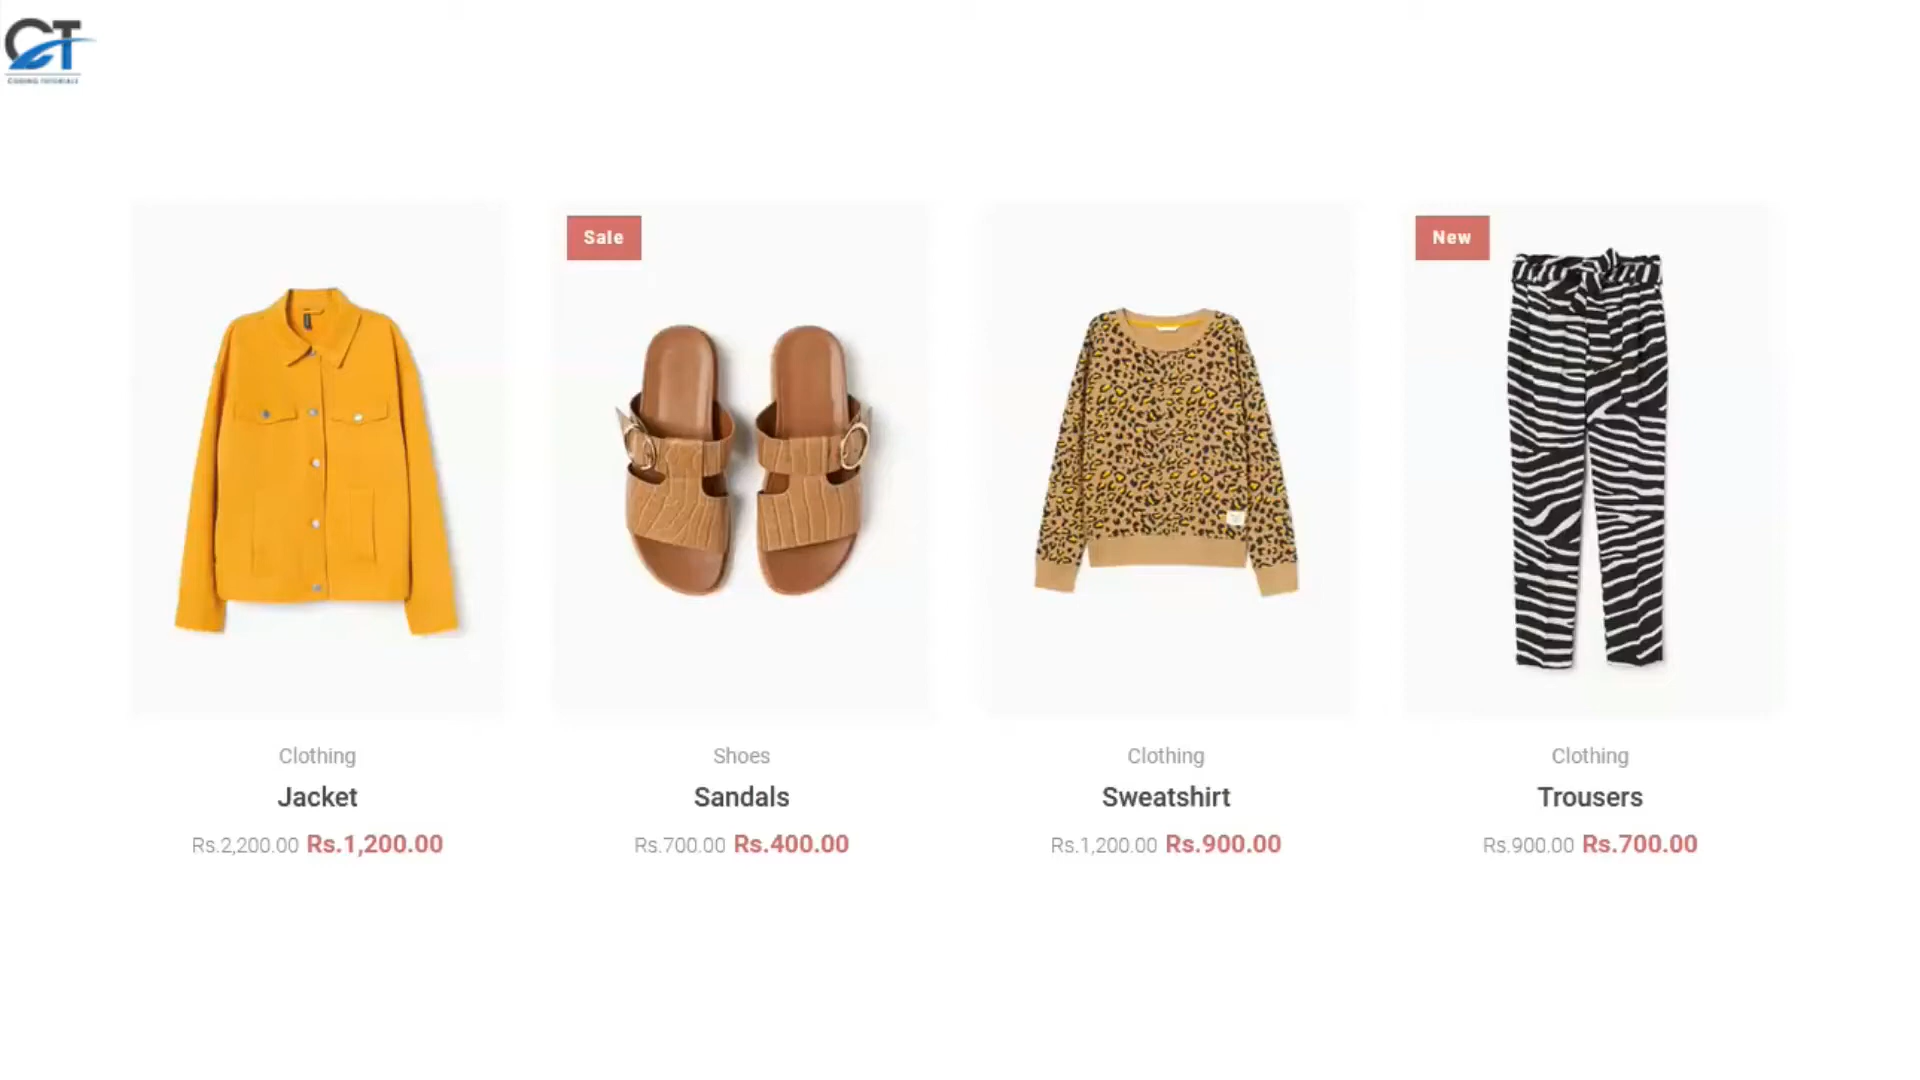 CT
CODING TUTORIALS
Sale
New
Clothing
Jacket
Rs.2,200.00 Rs.1,200.00
Shoes
Sandals
Rs.700.00 Rs.400.00
Clothing
Sweatshirt
Rs.1,200.00 Rs.900.00
Clothing
Trousers
Rs.900.00 Rs.700.00